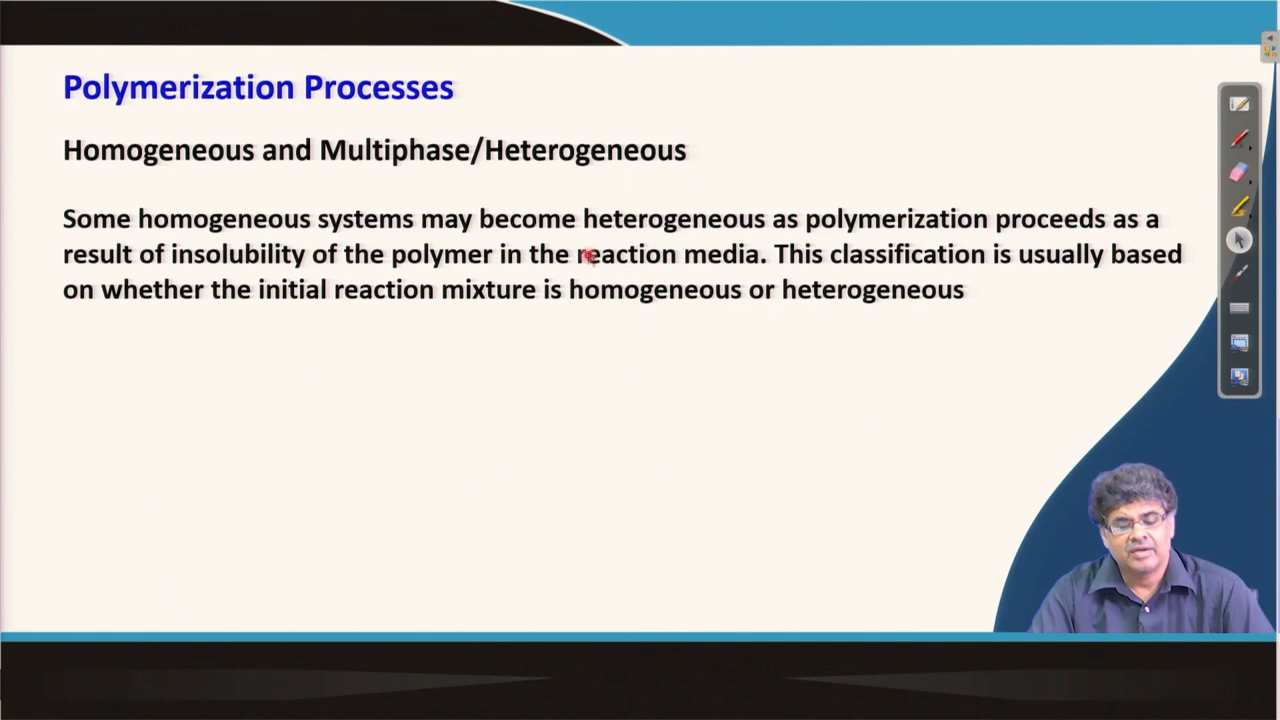 Polymerization Processes
Homogeneous and Multiphase/Heterogeneous
Some homogeneous systems may become heterogeneous as polymerization proceeds as a
result of insolubility of the polymer in the reaction media. This classification is usually based
on whether the initial reaction mixture is homogeneous or heterogeneous